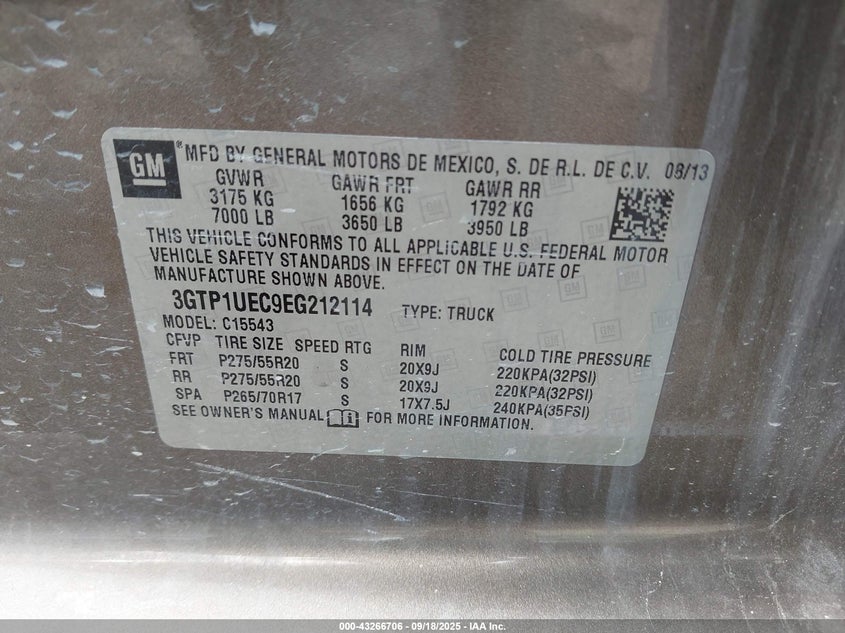 GM ® MFD BY GENERAL MOTORS DE MEXICO, S. DE R.L. DE C.V. 08/13
GVWR GAWR FRT GAWR RR
3175 KG 1656 KG 1792 KG
7000 LB 3650 LB 3950 LB
THIS VEHICLE CONFORMS TO ALL APPLICABLE U.S. FEDERAL MOTOR
VEHICLE SAFETY STANDARDS IN EFFECT ON THE DATE OF
MANUFACTURE SHOWN ABOVE.
3GTP1UEC9EG212114 TYPE: TRUCK
MODEL: C15543
CFVP TIRE SIZE SPEED RTG RIM COLD TIRE PRESSURE
FRT P275/55R20 S 20X9J 220KPA(32PSI)
RR P275/55R20 S 20X9J 220KPA(32PSI)
SPA P265/70R17 S 17X7.5J 240KPA(35PSI)
SEE OWNER'S MANUAL FOR MORE INFORMATION.
000-43266706 - 09/18/2025 - IAA Inc.